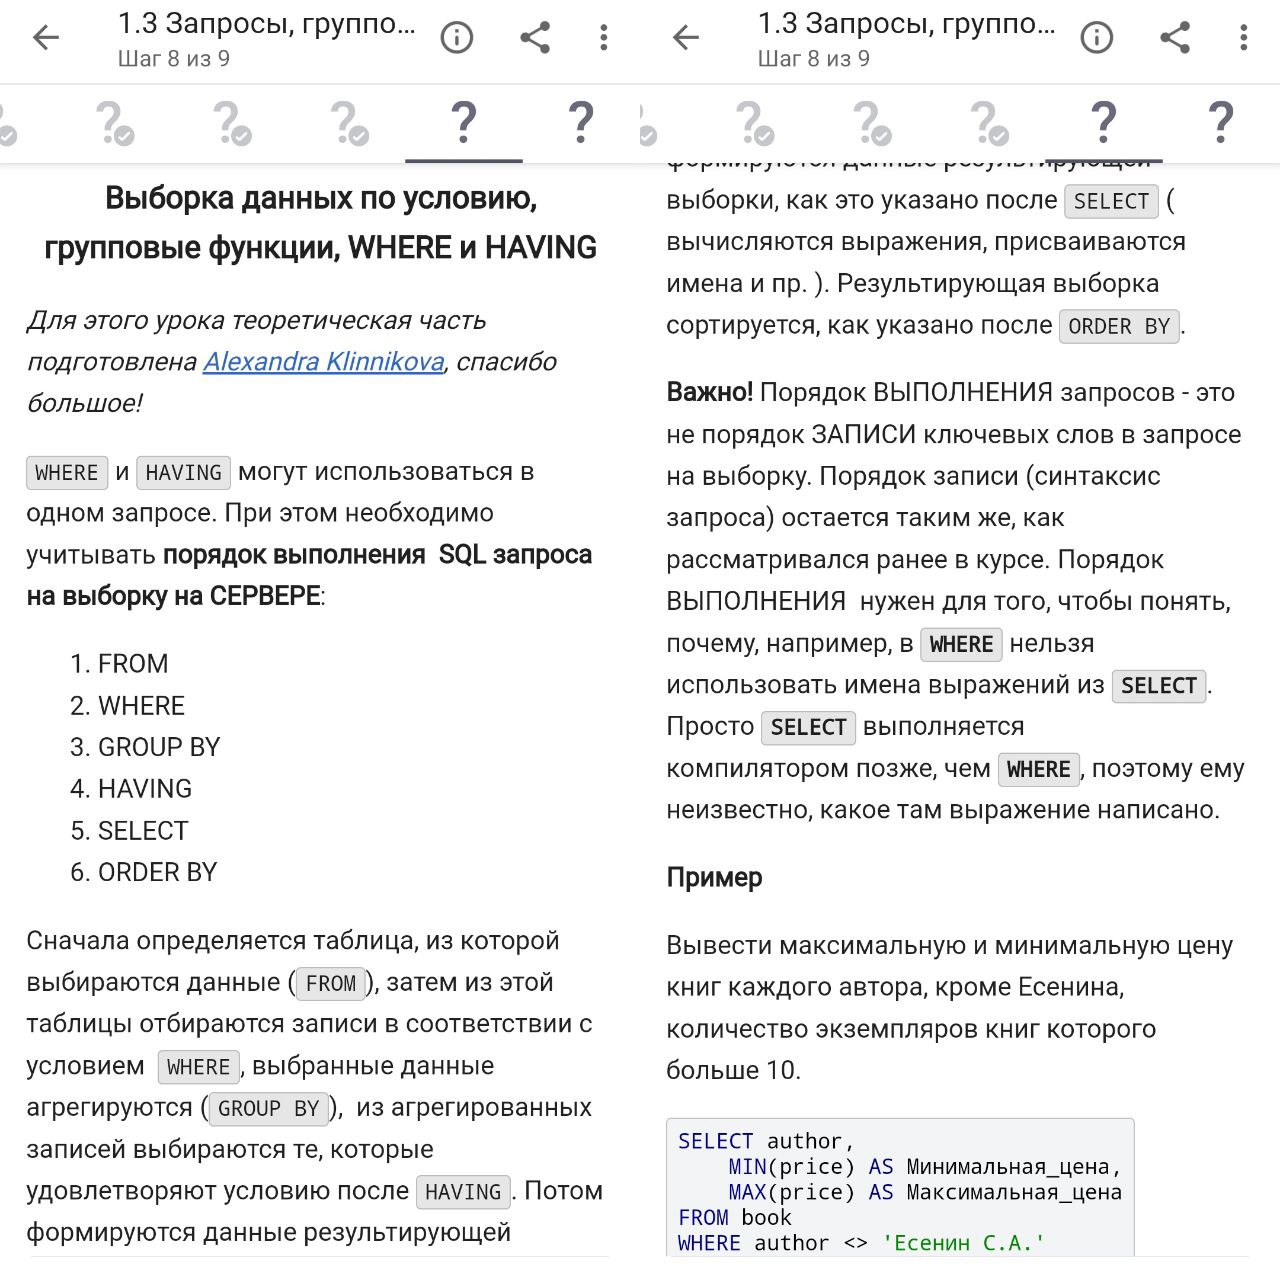 1.3 Запросы, группо...
Шаг 8 из 9
Выборка данных по условию,
групповые функции, WHERE и HAVING
Для этого урока теоретическая часть
подготовлена Alexandra Klinnikova, спасибо
большое!
WHERE и HAVING могут использоваться в
одном запросе. При этом необходимо
учитывать порядок выполнения SQL запроса
на выборку на СЕРВЕРЕ:
1. FROM
2. WHERE
3. GROUP BY
4. HAVING
5. SELECT
6. ORDER BY
Сначала определяется таблица, из которой
выбираются данные (FROM), затем из этой
таблицы отбираются записи в соответствии с
условием WHERE, выбранные данные
агрегируются (GROUP BY), из агрегированных
записей выбираются те, которые
удовлетворяют условию после HAVING. Потом
формируются данные результирующей
1.3 Запросы, группо...
Шаг 8 из 9
формируются данные результирующей
выборки, как это указано после SELECT (
вычисляются выражения, присваиваются
имена и пр. ). Результирующая выборка
сортируется, как указано после ORDER BY.
Важно! Порядок ВЫПОЛНЕНИЯ запросов - это
не порядок ЗАПИСИ ключевых слов в запросе
на выборку. Порядок записи (синтаксис
запроса) остается таким же, как
рассматривался ранее в курсе. Порядок
ВЫПОЛНЕНИЯ нужен для того, чтобы понять,
почему, например, в WHERE нельзя
использовать имена выражений из SELECT.
Просто SELECT выполняется
компилятором позже, чем WHERE, поэтому ему
неизвестно, какое там выражение написано.
Пример
Вывести максимальную и минимальную цену
книг каждого автора, кроме Есенина,
количество экземпляров книг которого
больше 10.
SELECT author,
MIN(price) AS Минимальная_цена,
MAX(price) AS Максимальная_цена
FROM book
WHERE author <> 'Есенин С.А.'